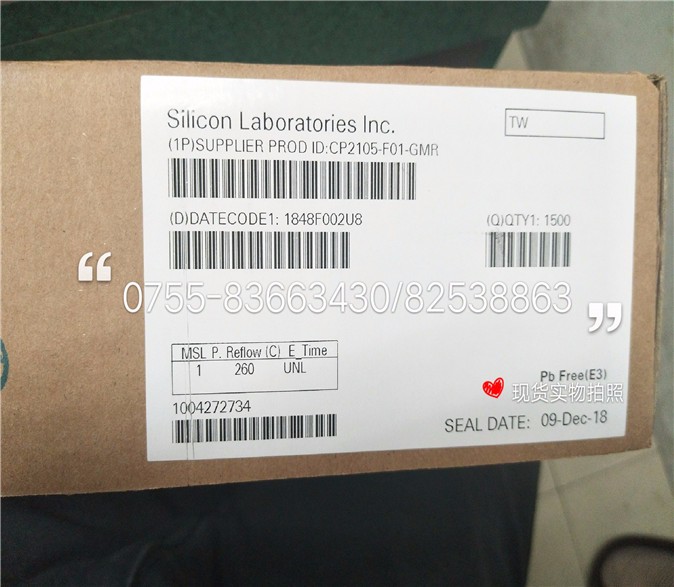 Silicon Laboratories Inc.
TW
(1P)SUPPLIER PROD ID:CP2105-F01-GMR
(D)DATECODE1: 1848F002U8
(Q)QTY1: 1500
“
0755-83663430/82538863
”
MSL P. Reflow (C) E_Time
1 260 UNL
Pb Free(E3)
现货实物拍照
1004272734
SEAL DATE: 09-Dec-18